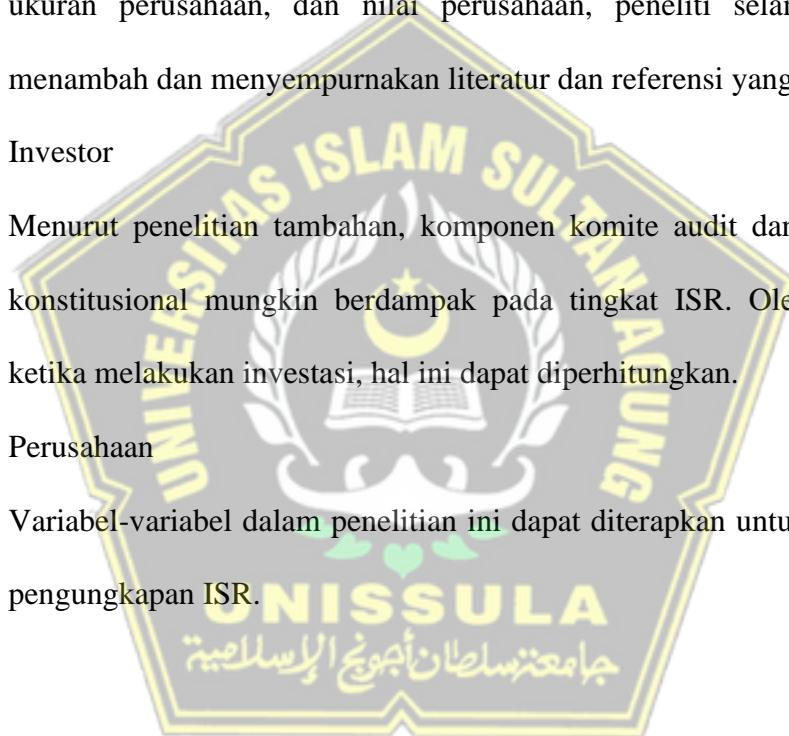 ukuran perusahaan, dan nilai perusahaan, peneliti selan
menambah dan menyempurnakan literatur dan referensi yang
Investor
Menurut penelitian tambahan, komponen komite audit dan
konstitusional mungkin berdampak pada tingkat ISR. Ole
ketika melakukan investasi, hal ini dapat diperhitungkan.
Perusahaan
Variabel-variabel dalam penelitian ini dapat diterapkan untu
pengungkapan ISR.
UNIVERSITAS ISLAM SULTAN AGUNG
UNISSULA
جامعتنسلطان أجونج الإسلامية